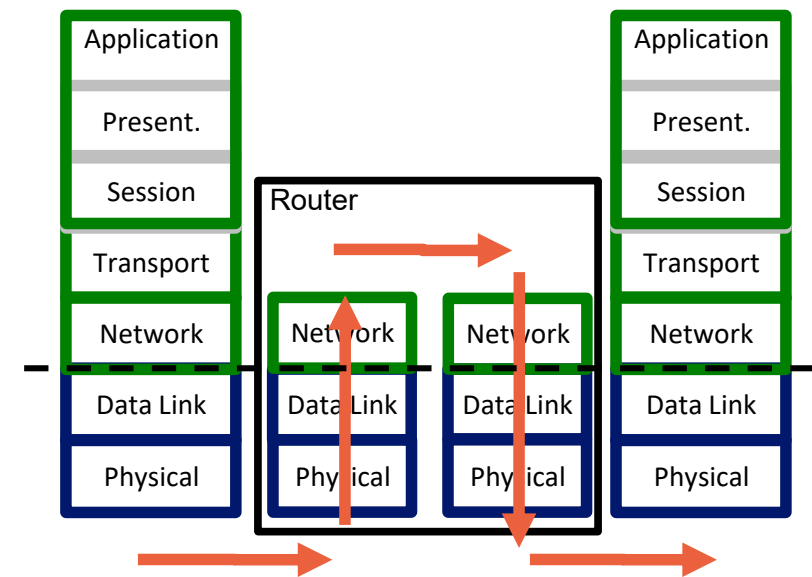 Application
Present.
Session
Transport
Network
Data Link
Physical
Router
Network
Data Link
Physical
Network
Data Link
Physical
Application
Present.
Session
Transport
Network
Data Link
Physical